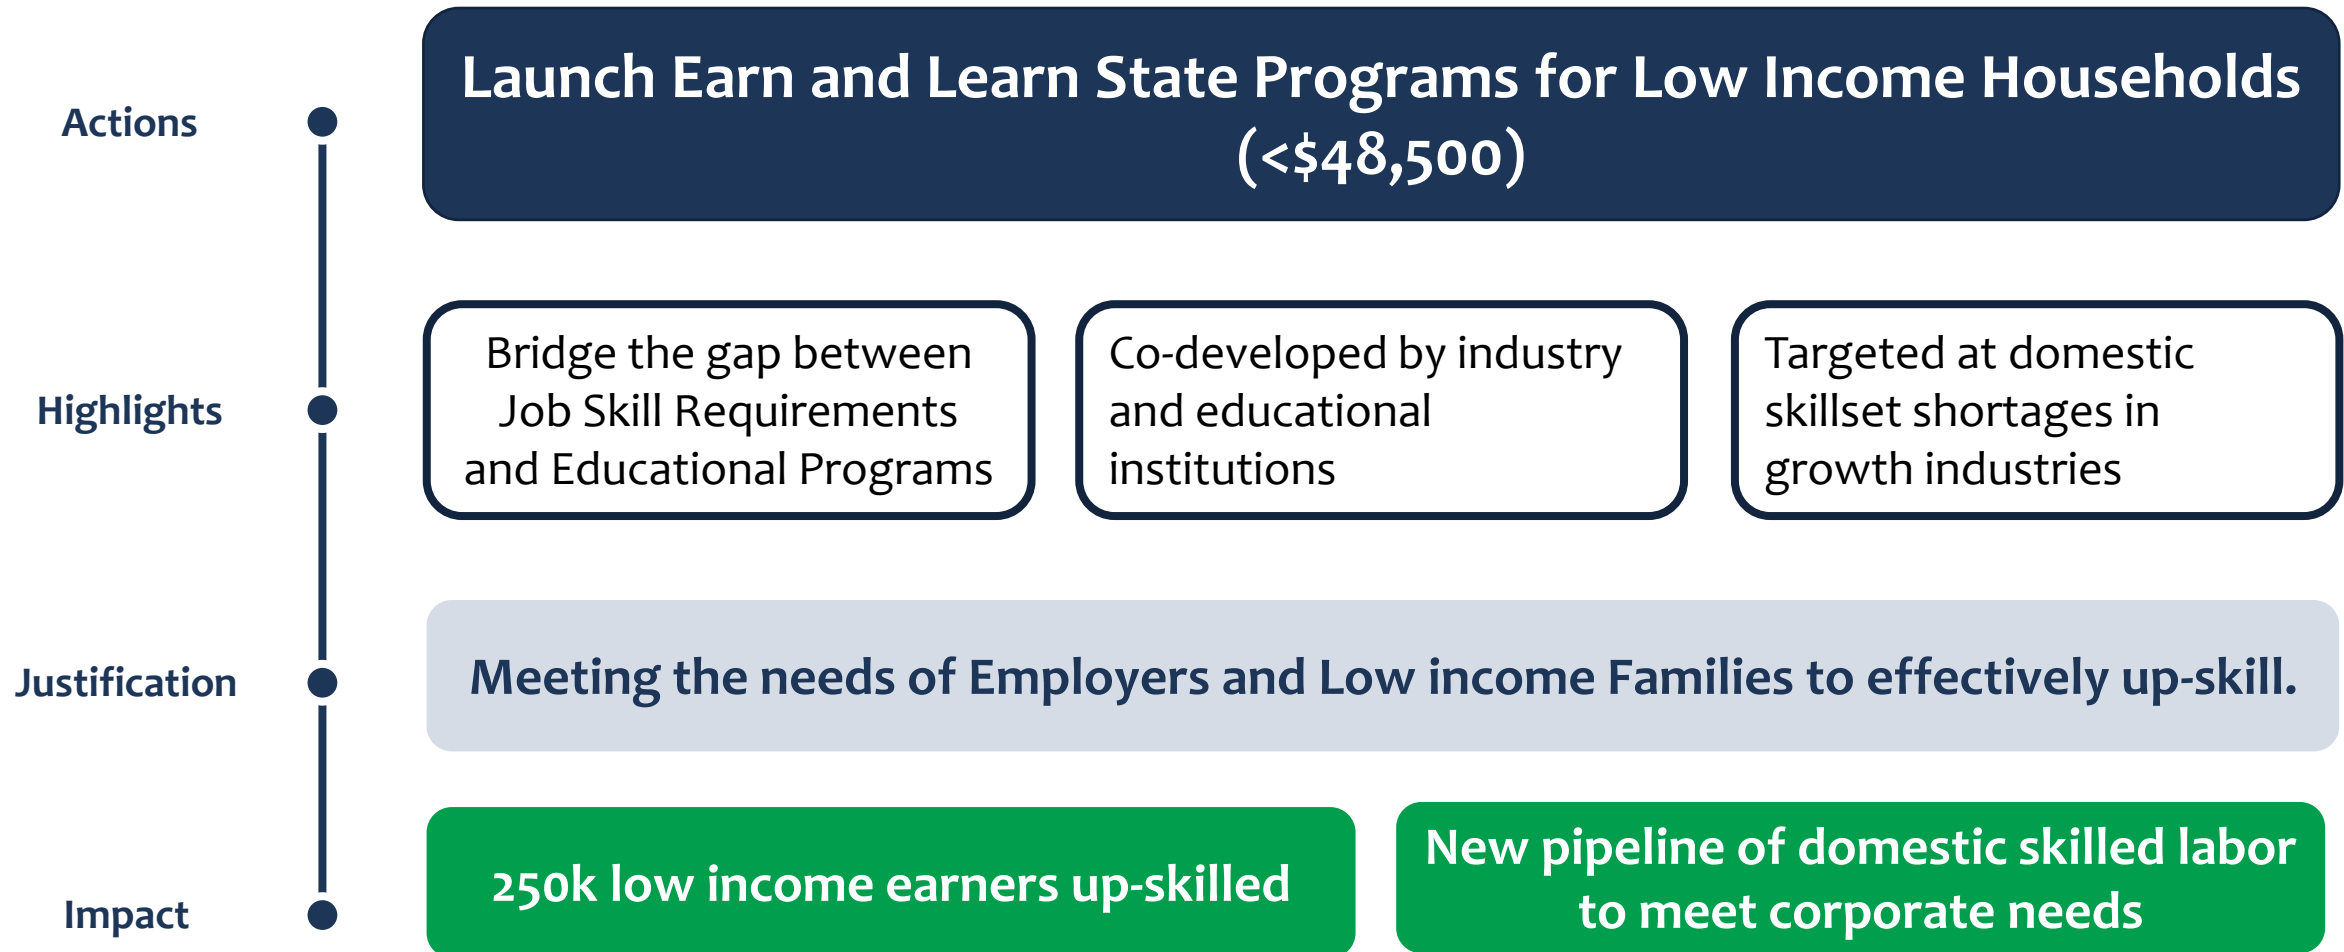 Actions
Launch Earn and Learn State Programs for Low Income Households
(<$48,500)
Highlights
Bridge the gap between
Job Skill Requirements
and Educational Programs
Co-developed by industry
and educational
institutions
Targeted at domestic
skillset shortages in
growth industries
Justification
Meeting the needs of Employers and Low income Families to effectively up-skill.
Impact
250k low income earners up-skilled
New pipeline of domestic skilled labor
to meet corporate needs